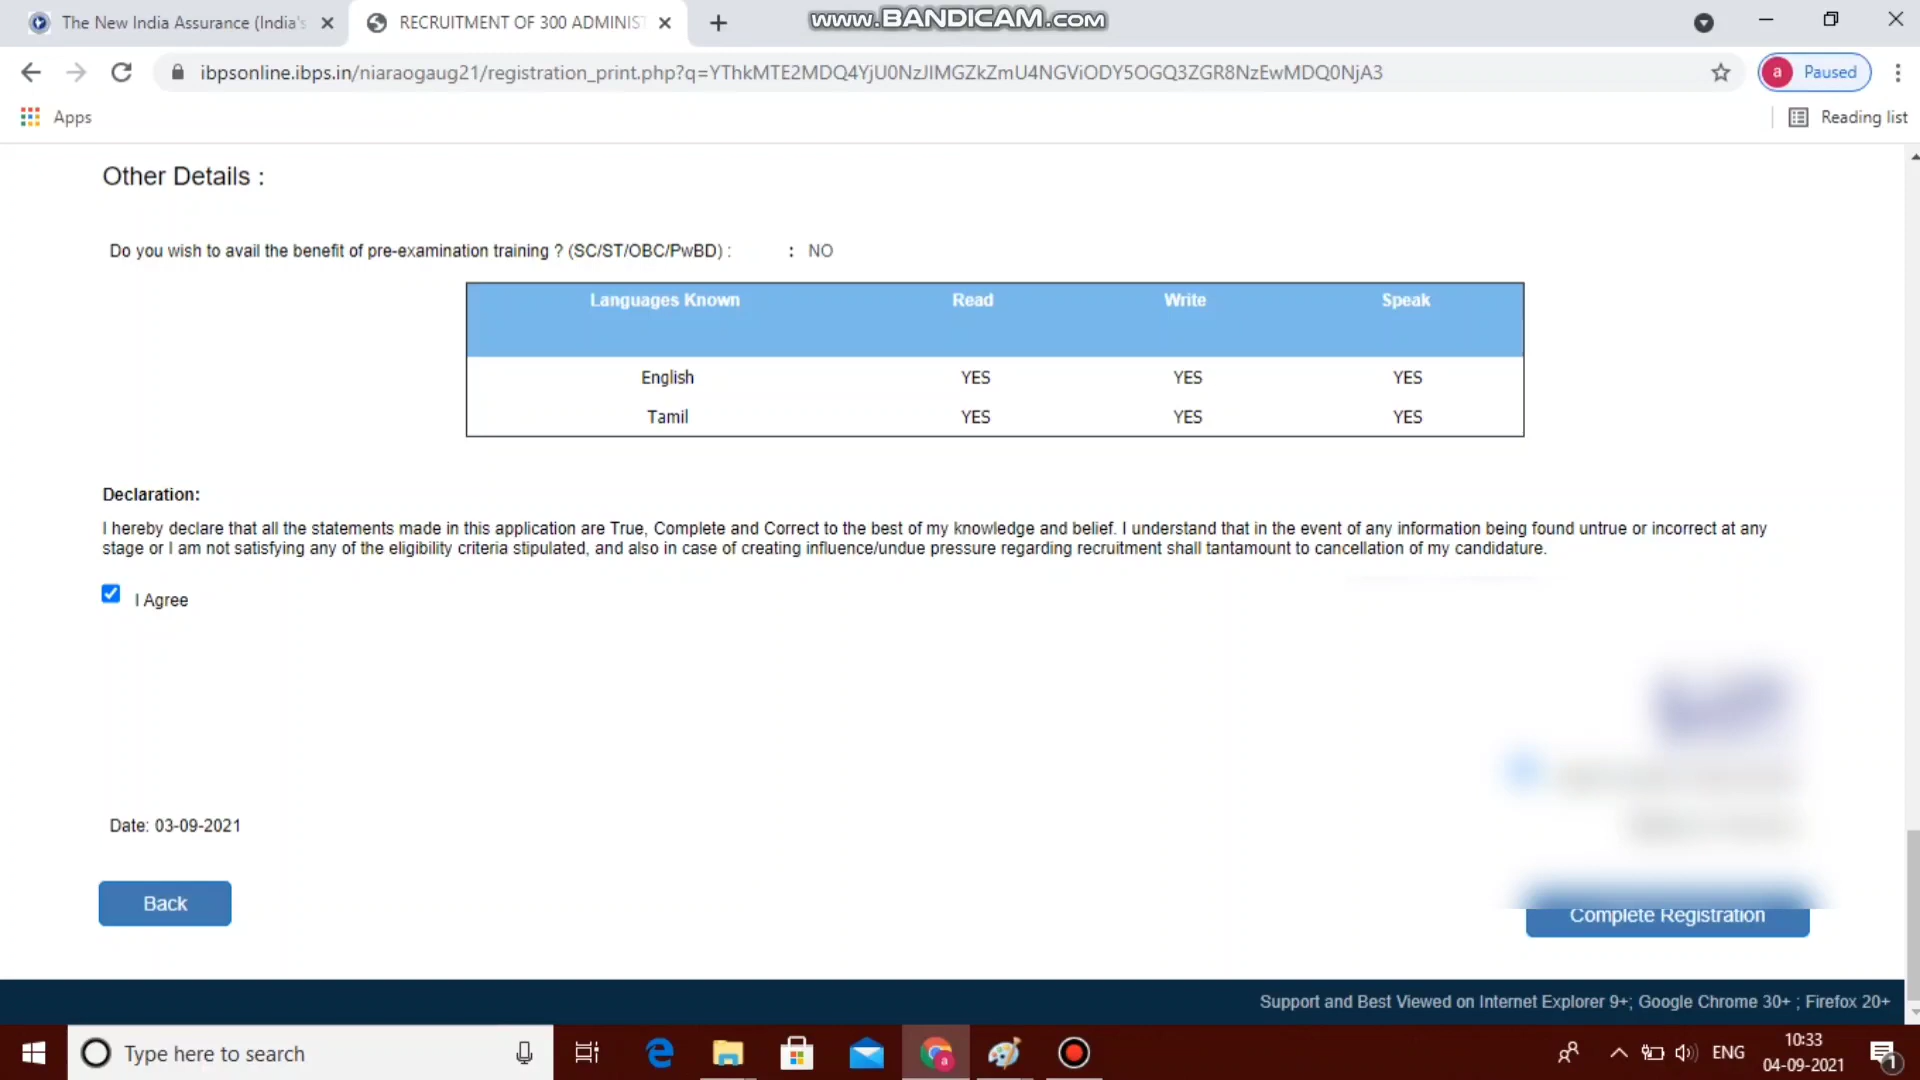 The New India Assurance (India's
RECRUITMENT OF 300 ADMINIST
www.BANDICAM.com
ibpsonline.ibps.in/niaraogaug21/registration_print.php?q=YThkMTE2MDQ4YjU0NzJlMGZkZmU4NGViODY5OGQ3ZGR8NzEwMDQ0NjA3
a Paused
Apps
Reading list
Other Details :
Do you wish to avail the benefit of pre-examination training ? (SC/ST/OBC/PwBD) : : NO
Languages Known Read Write Speak
English YES YES YES
Tamil YES YES YES
Declaration:
I hereby declare that all the statements made in this application are True, Complete and Correct to the best of my knowledge and belief. I understand that in the event of any information being found untrue or incorrect at any
stage or I am not satisfying any of the eligibility criteria stipulated, and also in case of creating influence/undue pressure regarding recruitment shall tantamount to cancellation of my candidature.
I Agree
Date: 03-09-2021
Back
Complete Registration
Support and Best Viewed on Internet Explorer 9+; Google Chrome 30+ ; Firefox 20+
Type here to search
ENG
10:33
04-09-2021
1